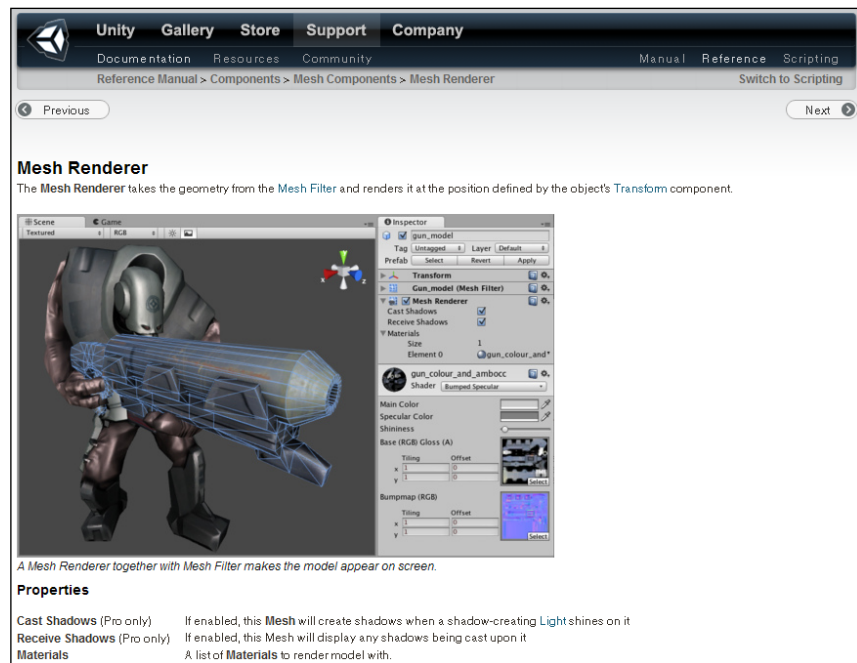 Unity Gallery Store Support Company
Documentation Resources Community Manual Reference Scripting
Reference Manual > Components > Mesh Components > Mesh Renderer Switch to Scripting
Previous Next
Mesh Renderer
The Mesh Renderer takes the geometry from the Mesh Filter and renders it at the position defined by the object's Transform component.
Scene Game
Textured RGB
Inspector
gun_model
Tag Untagged Layer Default
Prefab Select Revert Apply
Transform
Gun_model (Mesh Filter)
Mesh Renderer
Cast Shadows
Receive Shadows
Materials
Size 1
Element 0 gun_colour_and*
gun_colour_and_ambocc
Shader Bumped Specular
Main Color
Specular Color
Shininess
Base (RGB) Gloss (A)
Tiling Offset
x 1 0
y 1 0
Select
Bumpmap (RGB)
Tiling Offset
x 1 0
y 1 0
Select
A Mesh Renderer together with Mesh Filter makes the model appear on screen.
Properties
Cast Shadows (Pro only) If enabled, this Mesh will create shadows when a shadow-creating Light shines on it
Receive Shadows (Pro only) If enabled, this Mesh will display any shadows being cast upon it
Materials A list of Materials to render model with.